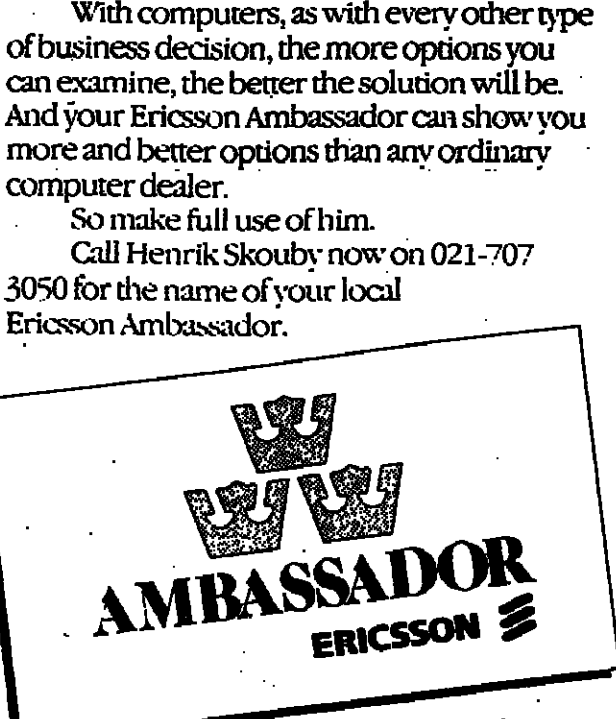 With computers, as with every other type
of business decision, the more options you
can examine, the better the solution will be.
And your Ericsson Ambassador can show you
more and better options than any ordinary
computer dealer.
So make full use of him.
Call Henrik Skouby now on 021-707
3050 for the name of your local
Ericsson Ambassador.
AMBASSADOR
ERICSSON